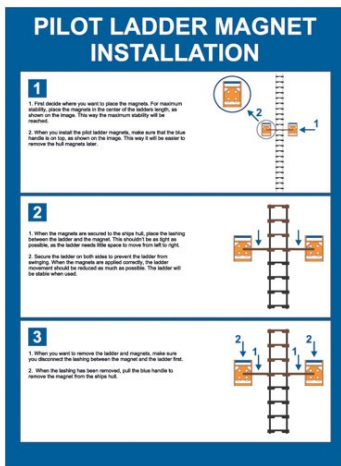 PILOT LADDER MAGNET
INSTALLATION
1
1. First decide where you want to place the magnets. For maximum
stability, place the magnets in the center of the ladders length, as
shown on the image. This way the maximum stability will be
reached.
2. When you install the pilot ladder magnets, make sure that the blue
handle is on top, as shown on the image. This way it will be easier to
remove the hull magnets later.
2
1
2
1. When the magnets are secured to the ships hull, place the lashing
between the ladder and the magnet. This shouldn't be as tight as
possible, as the ladder needs little space to move from left to right.
2. Secure the ladder on both sides to prevent the ladder from
swinging. When the magnets are applied correctly, the ladder
movement should be reduced as much as possible. The ladder will
be stable when used.
3
1. When you want to remove the ladder and magnets, make sure
you disconnect the lashing between the magnet and the ladder first.
2. When the lashing has been removed, pull the blue handle to
remove the magnet from the ships hull.
2 2
1 1